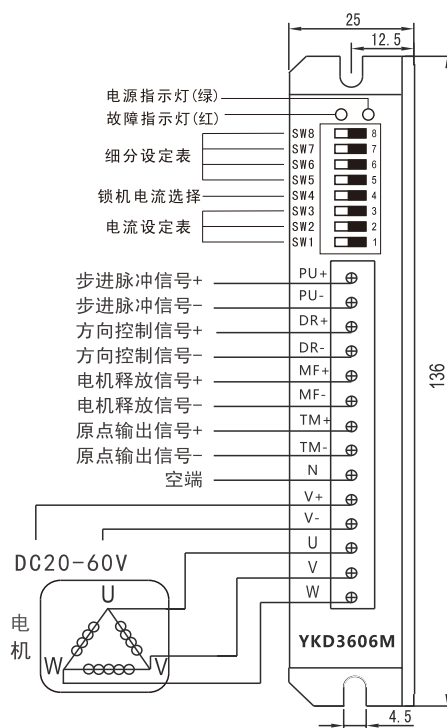 25
12.5
电源指示灯(绿)
故障指示灯(红)
SW8 8
细分设定表
SW7 7
SW6 6
SW5 5
锁机电流选择 SW4 4
SW3 3
电流设定表 SW2 2
SW1 1
步进脉冲信号+ PU+
步进脉冲信号- PU-
方向控制信号+ DR+
方向控制信号- DR-
电机释放信号+ MF+
电机释放信号- MF-
原点输出信号+ TM+
原点输出信号- TM-
空端 N
V+
V-
DC20-60V
U
V
W
136
电机
U
W
V
YKD3606M
4.5